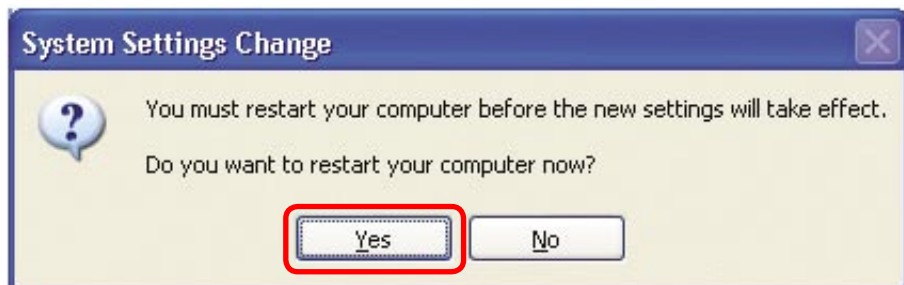 System Settings Change
You must restart your computer before the new settings will take effect.
Do you want to restart your computer now?
Yes
No